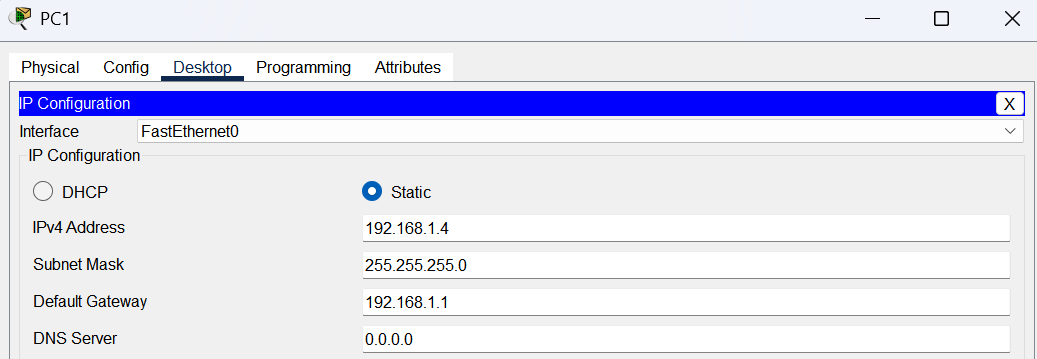 PC1
Physical Config Desktop Programming Attributes
IP Configuration X
Interface FastEthernet0
IP Configuration
DHCP Static
IPv4 Address 192.168.1.4
Subnet Mask 255.255.255.0
Default Gateway 192.168.1.1
DNS Server 0.0.0.0